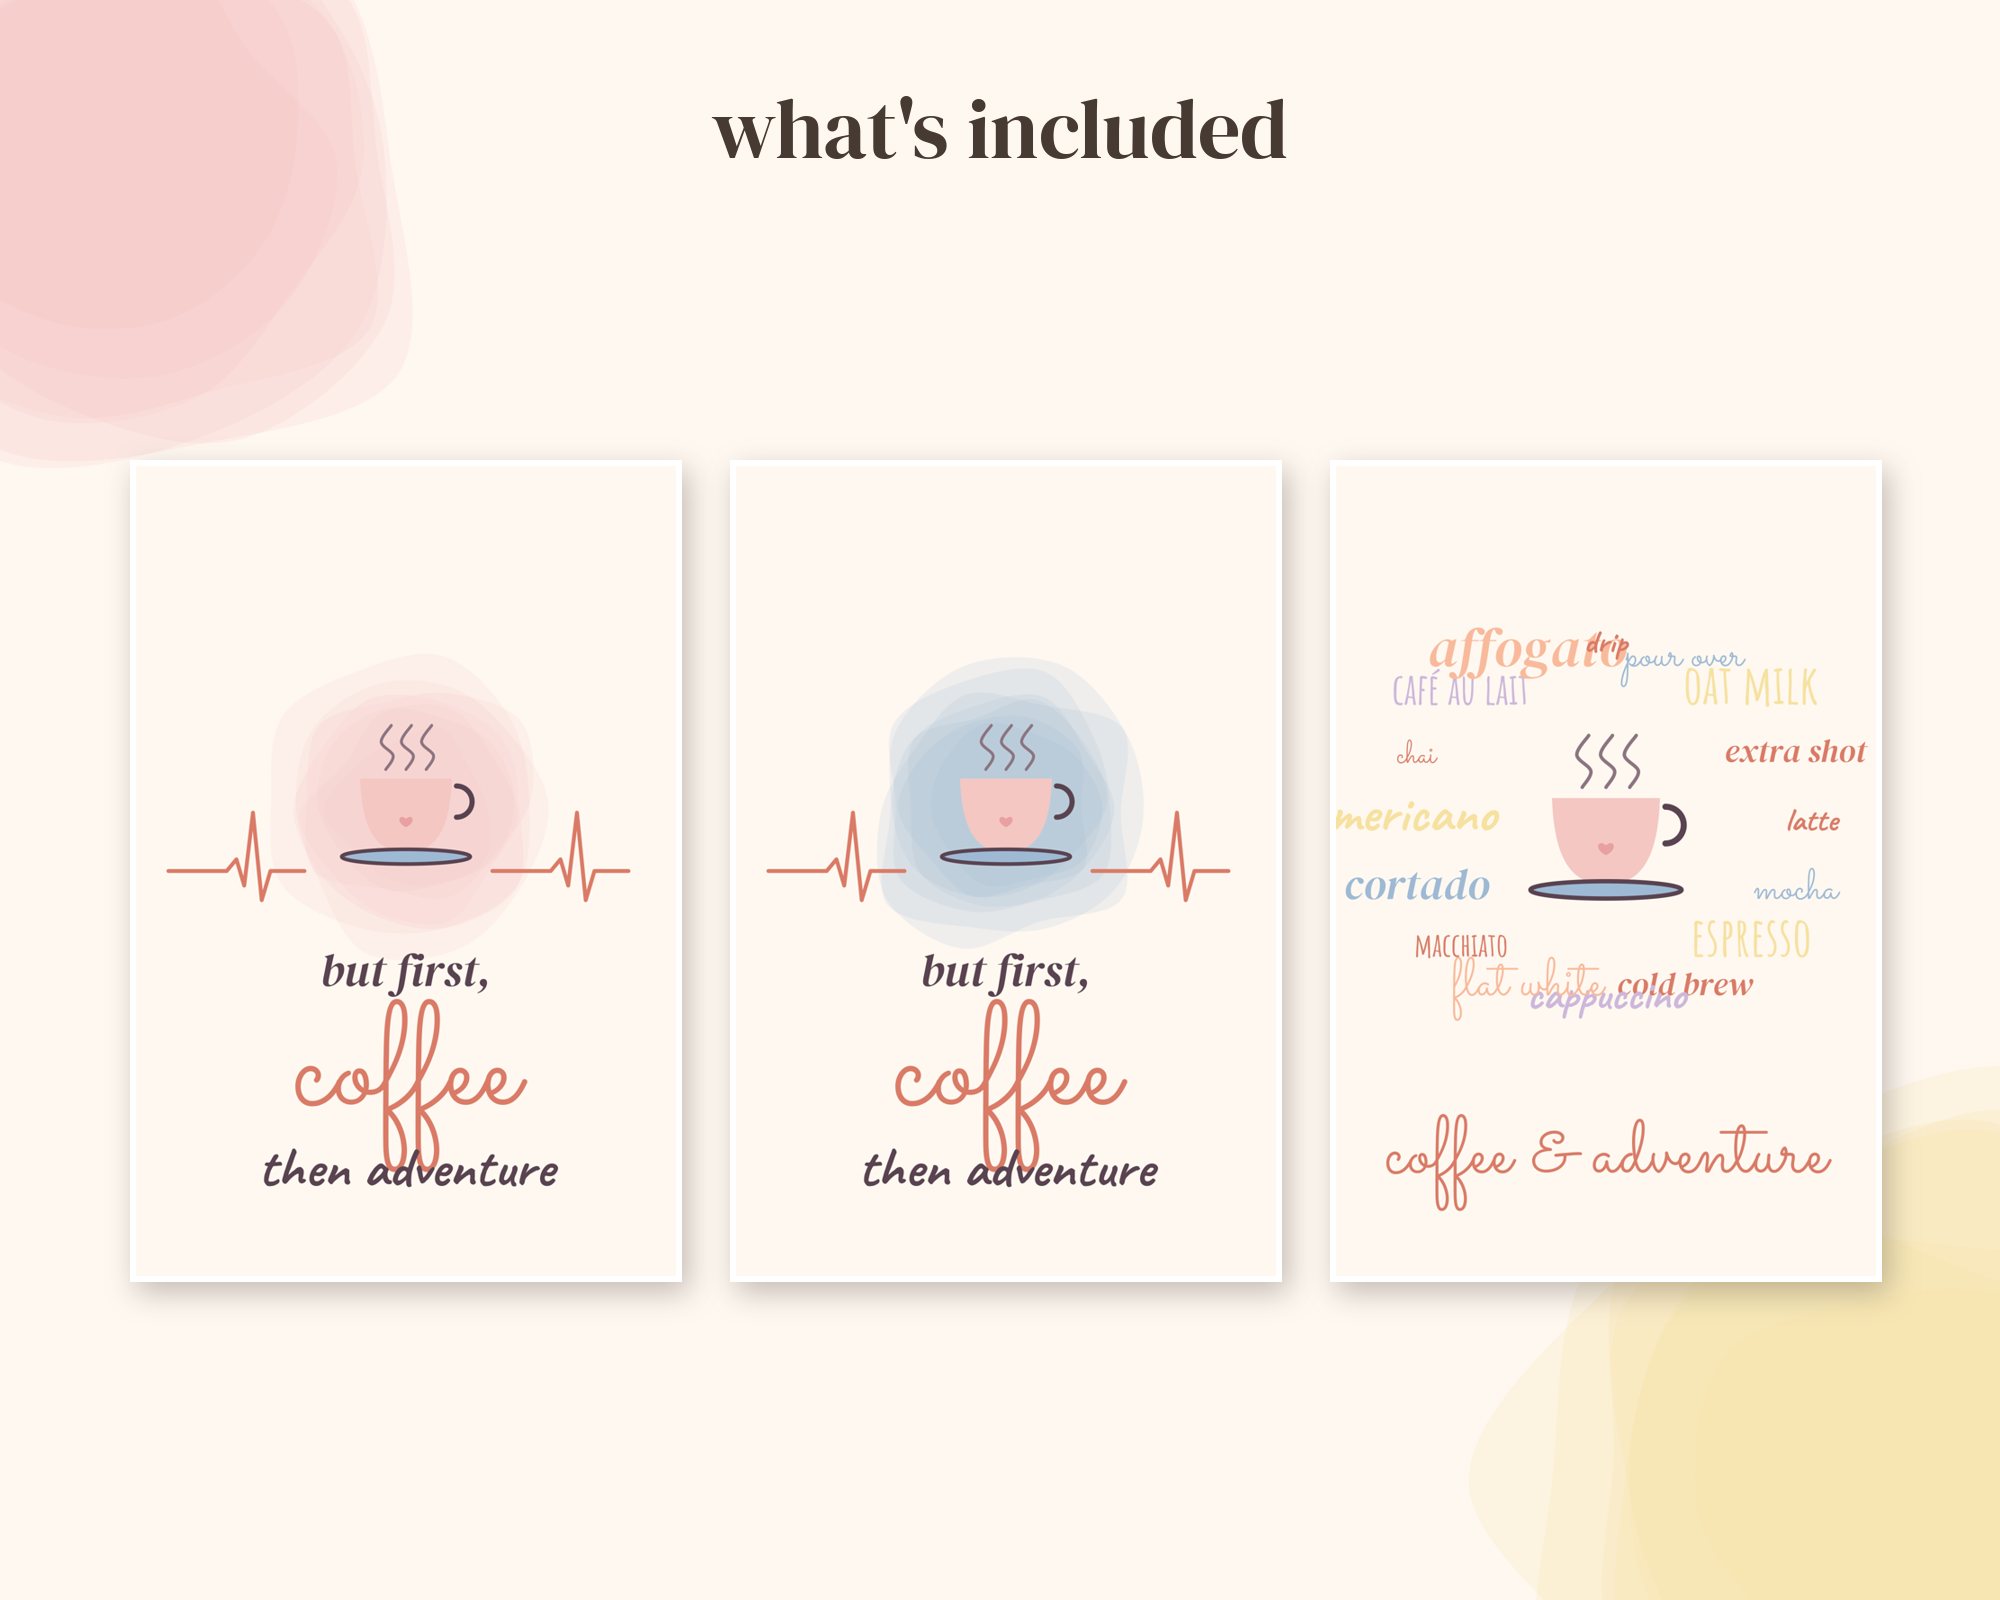 what's included
but first,
coffee
then adventure
but first,
coffee
then adventure
affogato
drip
pour over
CAFÉ AU LAIT
OAT MILK
chai
extra shot
mericano
latte
cortado
mocha
MACCHIATO
ESPRESSO
flat white
cold brew
cappuccino
coffee & adventure